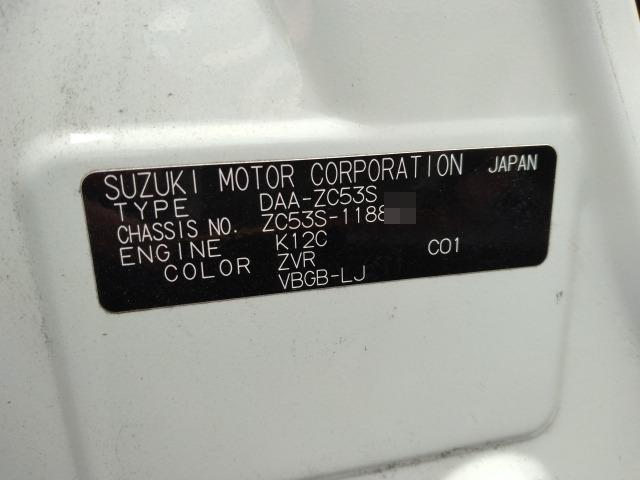 SUZUKI MOTOR CORPORATION JAPAN
TYPE DAA-ZC53S
CHASSIS NO. ZC53S-1188
ENGINE K12C
COLOR ZVR C01
VBGB-LJ